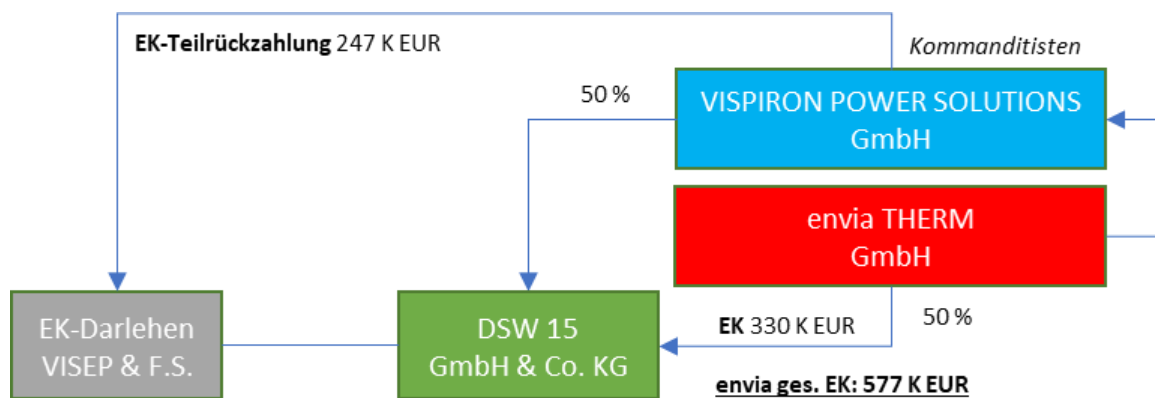 EK-Teilrückzahlung 247 K EUR
Kommanditisten
50 %
VISPIRON POWER SOLUTIONS
GmbH
envia THERM
GmbH
EK-Darlehen
VISEP & F.S.
DSW 15
GmbH & Co. KG
EK 330 K EUR
50 %
envia ges. EK: 577 K EUR